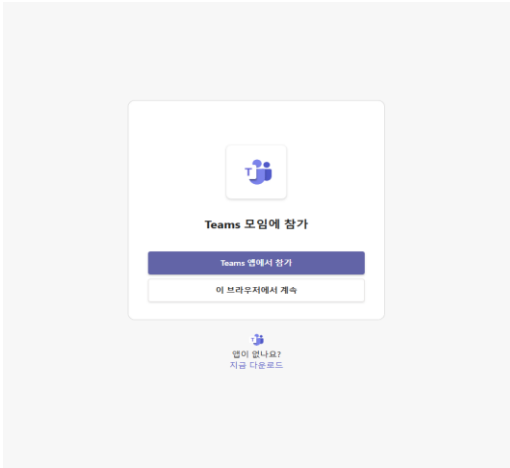 Teams 모임에 참가
Teams 앱에서 참가
이 브라우저에서 계속
앱이 없나요?
지금 다운로드